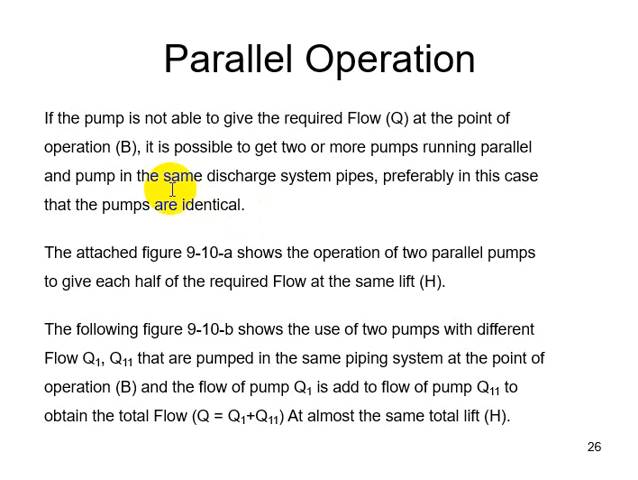 Parallel Operation
If the pump is not able to give the required Flow (Q) at the point of
operation (B), it is possible to get two or more pumps running parallel
and pump in the same discharge system pipes, preferably in this case
that the pumps are identical.
The attached figure 9-10-a shows the operation of two parallel pumps
to give each half of the required Flow at the same lift (H).
The following figure 9-10-b shows the use of two pumps with different
Flow Q₁, Q₁₁ that are pumped in the same piping system at the point of
operation (B) and the flow of pump Q₁ is add to flow of pump Q₁₁ to
obtain the total Flow (Q = Q₁+Q₁₁) At almost the same total lift (H).
26